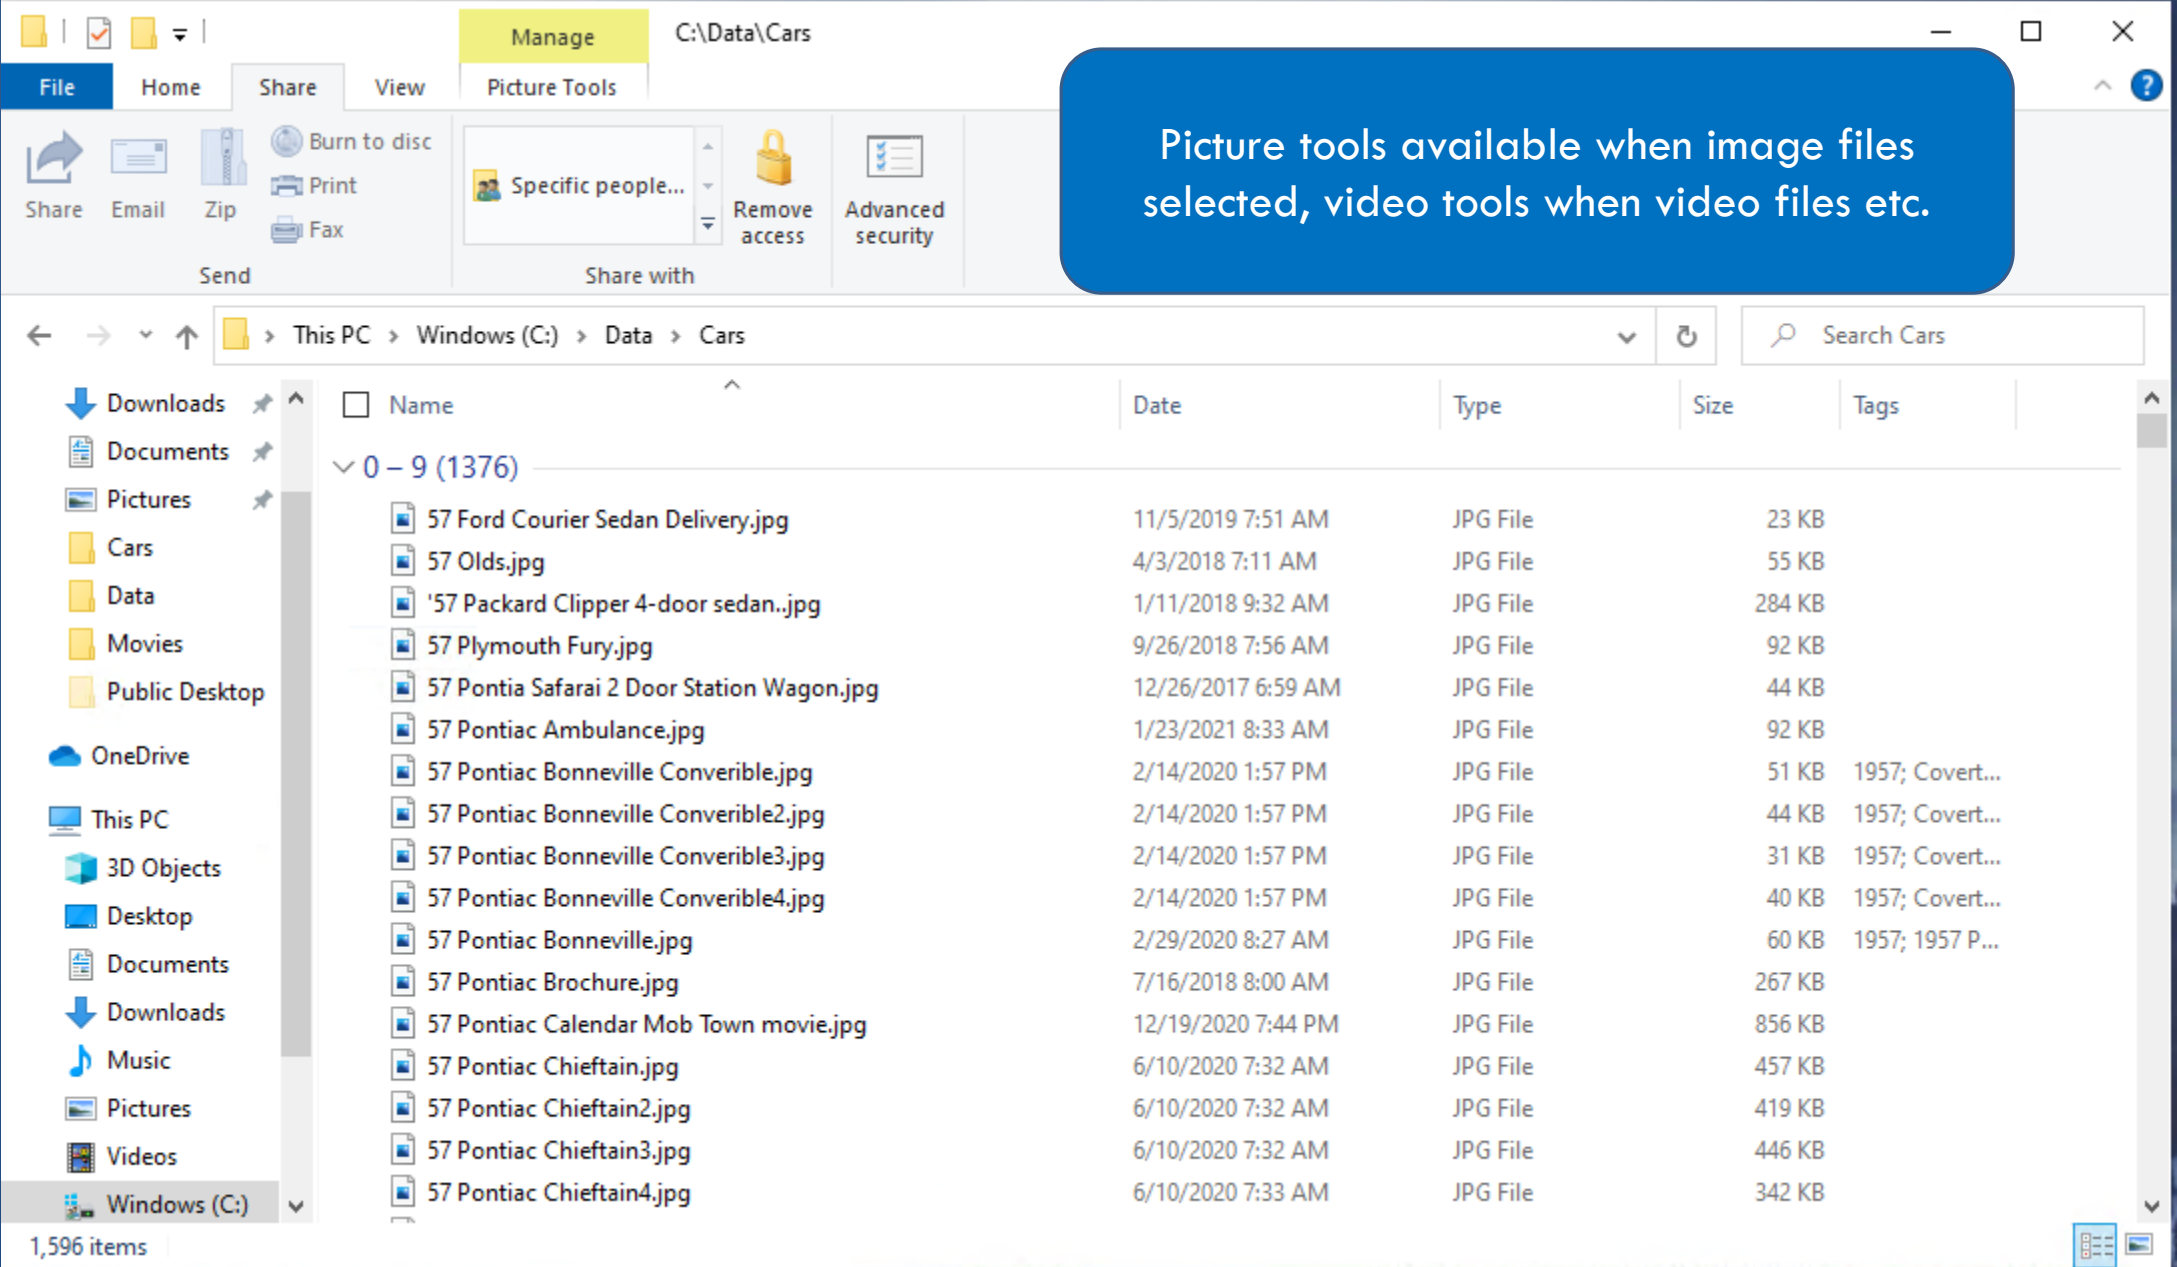 Manage C:\Data\Cars
File Home Share View Picture Tools
Picture tools available when image files
selected, video tools when video files etc.
Share Email Zip Burn to disc
Print
Fax
Send
Specific people...
Share with
Remove
access
Advanced
security
This PC > Windows (C:) > Data > Cars
Search Cars
Downloads
Documents
Pictures
Cars
Data
Movies
Public Desktop
OneDrive
This PC
3D Objects
Desktop
Documents
Downloads
Music
Pictures
Videos
Windows (C:)
Name Date Type Size Tags
0 – 9 (1376)
57 Ford Courier Sedan Delivery.jpg 11/5/2019 7:51 AM JPG File 23 KB
57 Olds.jpg 4/3/2018 7:11 AM JPG File 55 KB
'57 Packard Clipper 4-door sedan..jpg 1/11/2018 9:32 AM JPG File 284 KB
57 Plymouth Fury.jpg 9/26/2018 7:56 AM JPG File 92 KB
57 Pontia Safarai 2 Door Station Wagon.jpg 12/26/2017 6:59 AM JPG File 44 KB
57 Pontiac Ambulance.jpg 1/23/2021 8:33 AM JPG File 92 KB
57 Pontiac Bonneville Converible.jpg 2/14/2020 1:57 PM JPG File 51 KB 1957; Covert...
57 Pontiac Bonneville Converible2.jpg 2/14/2020 1:57 PM JPG File 44 KB 1957; Covert...
57 Pontiac Bonneville Converible3.jpg 2/14/2020 1:57 PM JPG File 31 KB 1957; Covert...
57 Pontiac Bonneville Converible4.jpg 2/14/2020 1:57 PM JPG File 40 KB 1957; Covert...
57 Pontiac Bonneville.jpg 2/29/2020 8:27 AM JPG File 60 KB 1957; 1957 P...
57 Pontiac Brochure.jpg 7/16/2018 8:00 AM JPG File 267 KB
57 Pontiac Calendar Mob Town movie.jpg 12/19/2020 7:44 PM JPG File 856 KB
57 Pontiac Chieftain.jpg 6/10/2020 7:32 AM JPG File 457 KB
57 Pontiac Chieftain2.jpg 6/10/2020 7:32 AM JPG File 419 KB
57 Pontiac Chieftain3.jpg 6/10/2020 7:32 AM JPG File 446 KB
57 Pontiac Chieftain4.jpg 6/10/2020 7:33 AM JPG File 342 KB
1,596 items